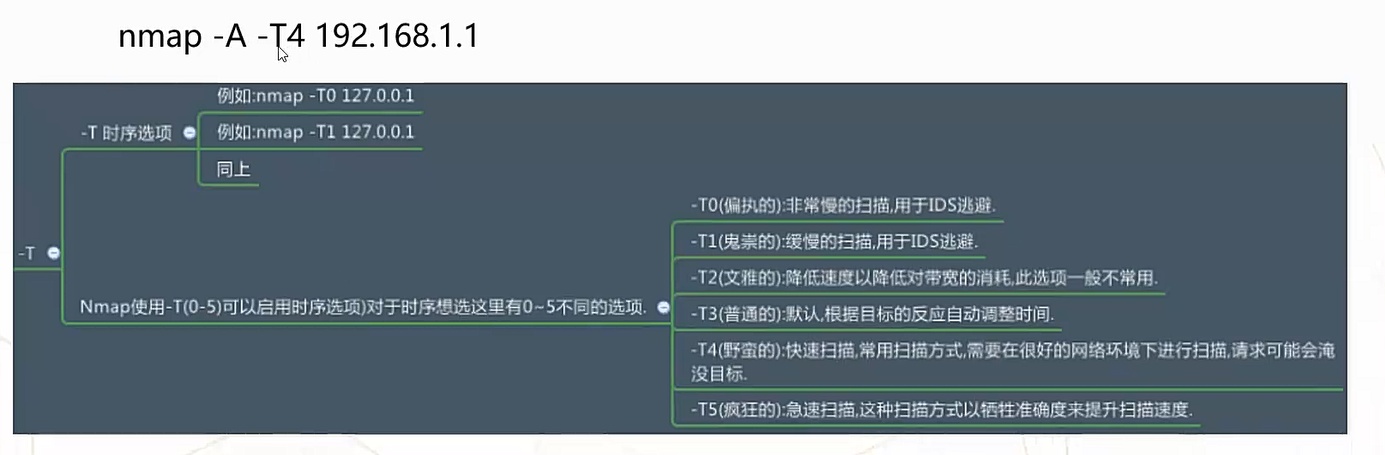 nmap -A -T4 192.168.1.1
例如:nmap -T0 127.0.0.1
-T 时序选项
例如:nmap -T1 127.0.0.1
同上
-T
Nmap使用-T(0-5)可以启用时序选项)对于时序想选这里有0~5不同的选项.
-T0(偏执的):非常慢的扫描,用于IDS逃避.
-T1(鬼祟的):缓慢的扫描,用于IDS逃避.
-T2(文雅的):降低速度以降低对带宽的消耗,此选项一般不常用.
-T3(普通的):默认,根据目标的反应自动调整时间.
-T4(野蛮的):快速扫描,常用扫描方式,需要在很好的网络环境下进行扫描,请求可能会淹
没目标.
-T5(疯狂的):急速扫描,这种扫描方式以牺牲准确度来提升扫描速度.